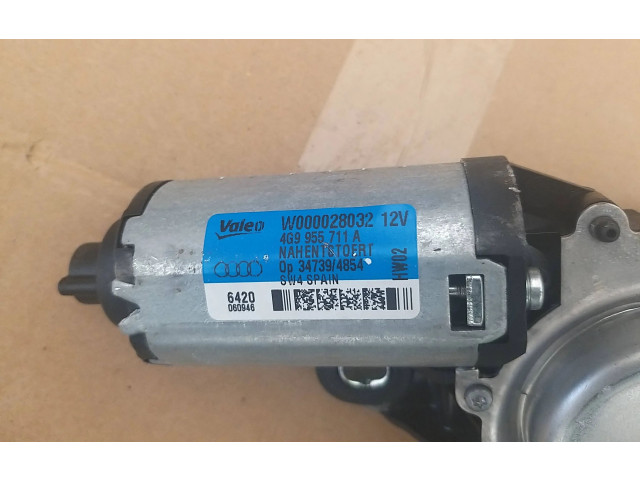 Valeo W000028032 12V
4G9 955 711 A
NAHENTSTOERT
Op 34739/4854
SW4 SPAIN
HW02
6420
060946